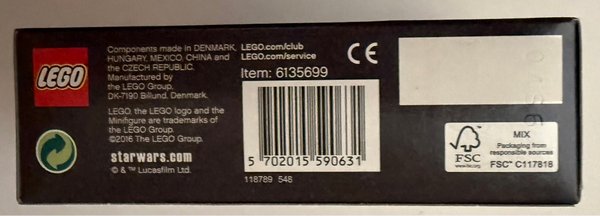 LEGO
Components made in DENMARK,
HUNGARY, MEXICO, CHINA and
the CZECH REPUBLIC.
Manufactured by
the LEGO Group.
DK-7190 Billund, Denmark.
LEGO, the LEGO logo and the
Minifigure are trademarks of
the LEGO Group.
©2016 The LEGO Group.
starwars.com
© & ™ Lucasfilm Ltd.
LEGO.com/club
LEGO.com/service
CE
Item: 6135699
5 702015 590631
118789 548
FSC
www.fsc.org
MIX
Packaging from
responsible sources
FSC™ C117818